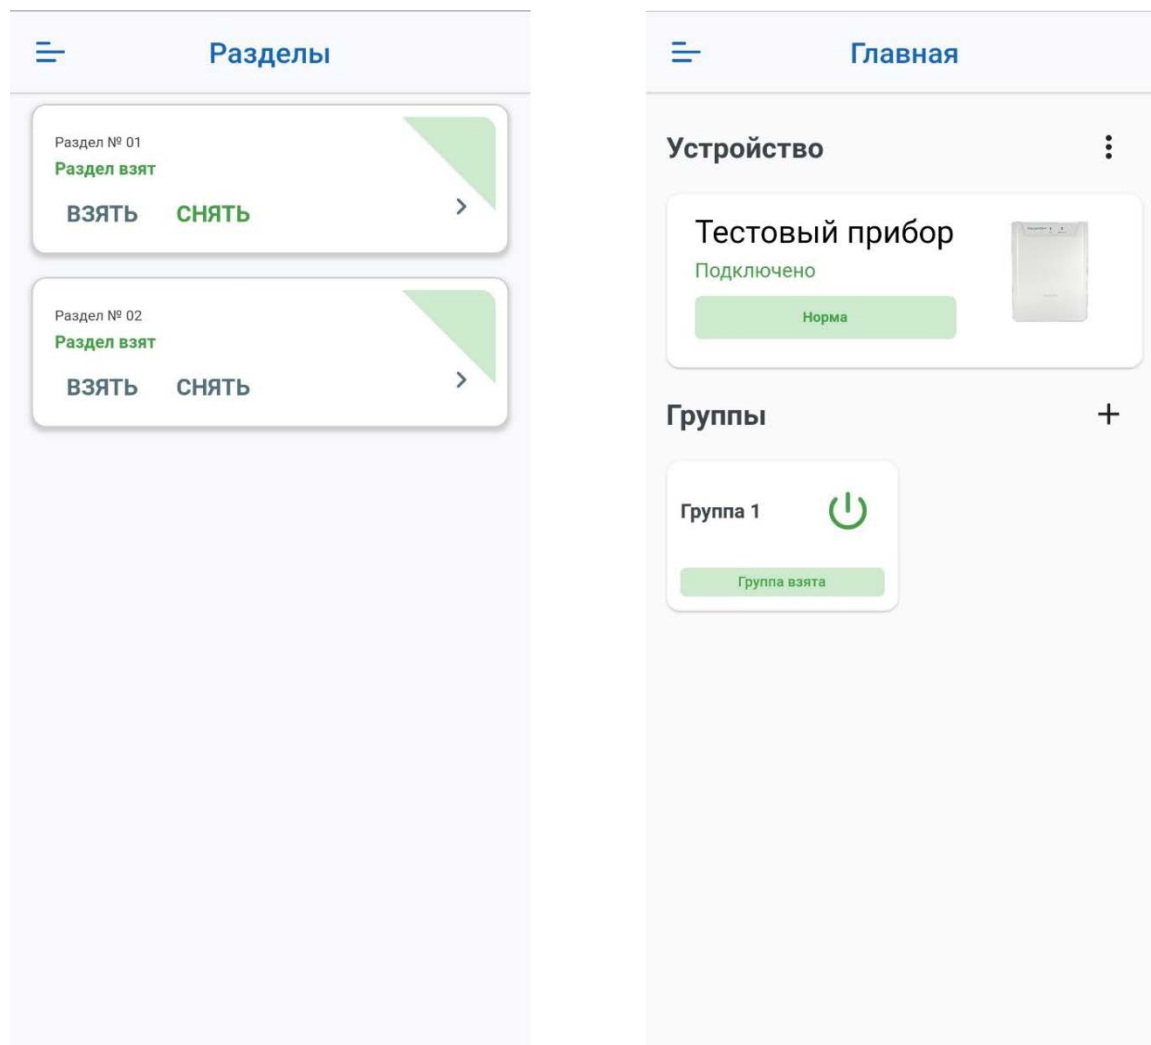 Разделы
Раздел № 01
Раздел взят
ВЗЯТЬ СНЯТЬ
Раздел № 02
Раздел взят
ВЗЯТЬ СНЯТЬ
Главная
Устройство
Тестовый прибор
Подключено
Норма
Группы
Группа 1
Группа взята